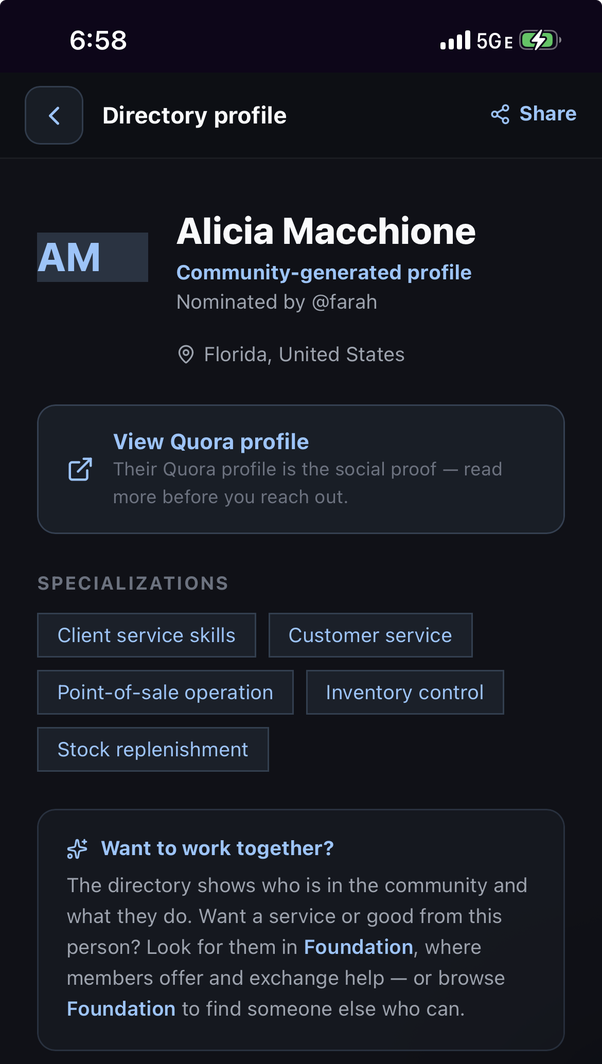 6:58
5GE
Directory profile
Share
AM
Alicia Macchione
Community-generated profile
Nominated by @farah
Florida, United States
View Quora profile
Their Quora profile is the social proof — read
more before you reach out.
SPECIALIZATIONS
Client service skills
Customer service
Point-of-sale operation
Inventory control
Stock replenishment
Want to work together?
The directory shows who is in the community and
what they do. Want a service or good from this
person? Look for them in Foundation, where
members offer and exchange help — or browse
Foundation to find someone else who can.